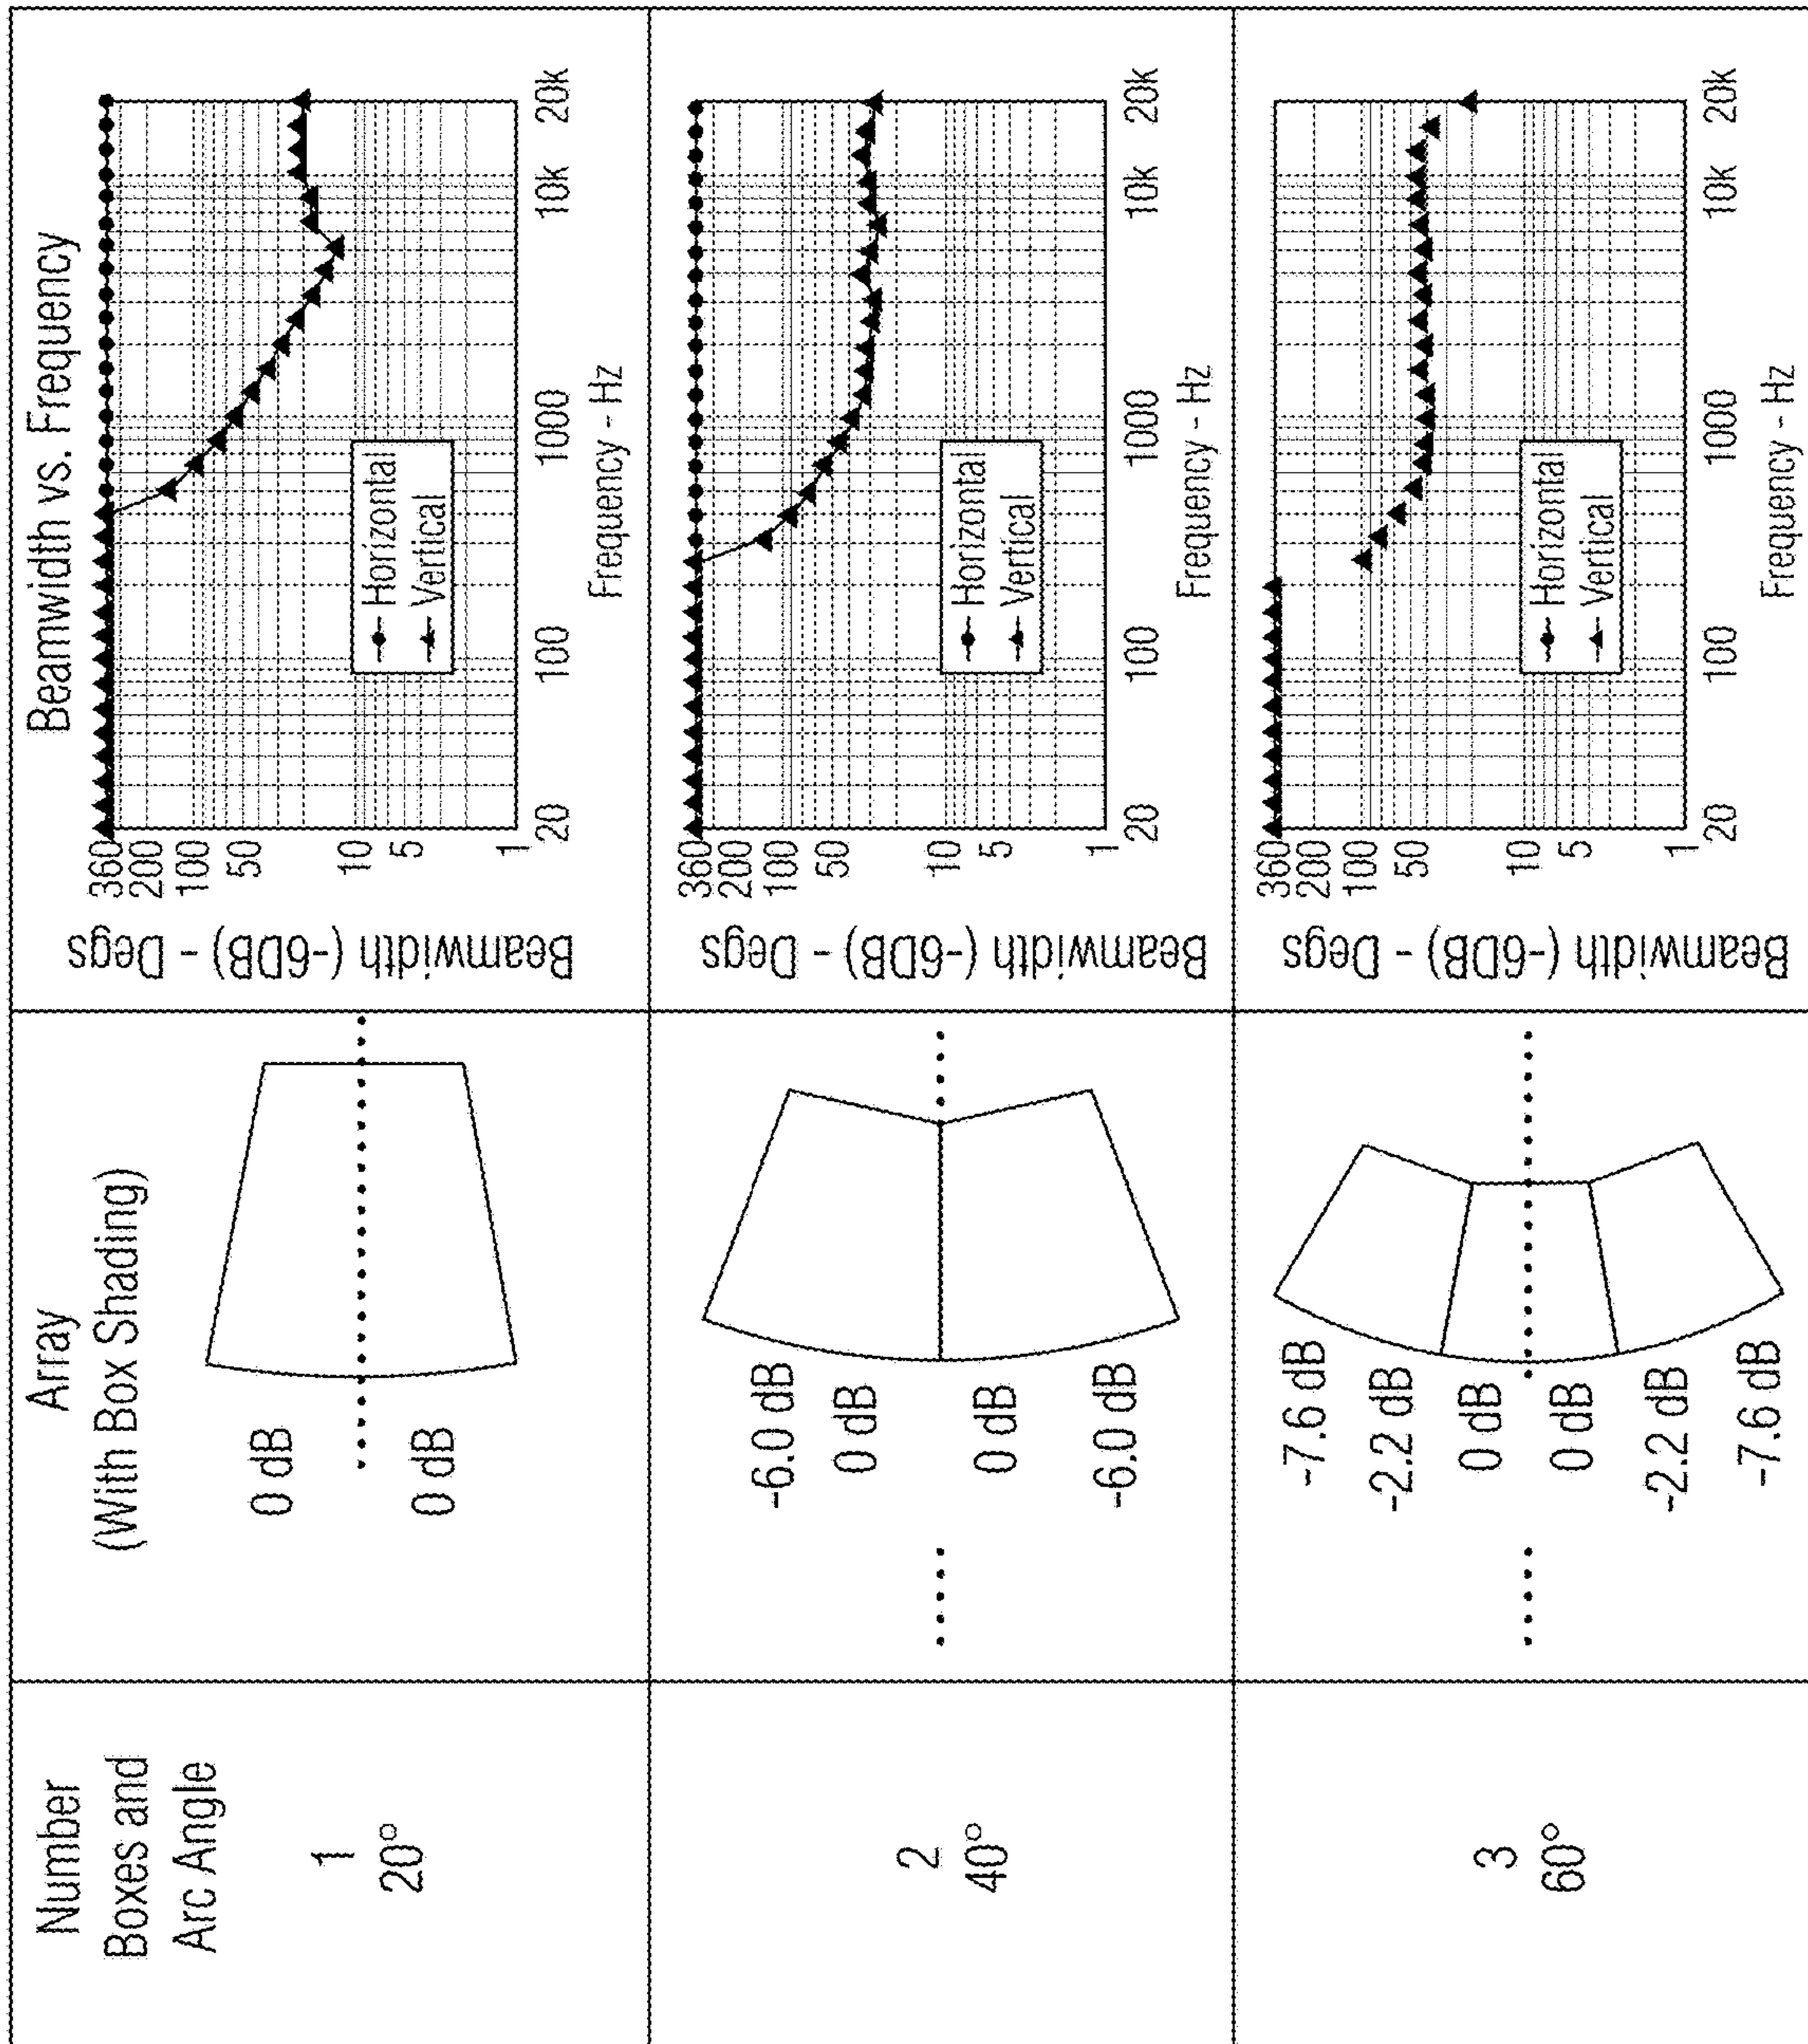 Number
Boxes and
Arc Angle
Array
(With Box Shading)
Beamwidth vs. Frequency
1
20°
0 dB
0 dB
Beamwidth (-6DB) - Degs
360
200
100
50
10
5
1
20
100
1000
10k
20k
Horizontal
Vertical
Frequency - Hz
2
40°
-6.0 dB
0 dB
0 dB
-6.0 dB
Beamwidth (-6DB) - Degs
360
200
100
50
10
5
1
20
100
1000
10k
20k
Horizontal
Vertical
Frequency - Hz
3
60°
-7.6 dB
-2.2 dB
0 dB
0 dB
-2.2 dB
-7.6 dB
Beamwidth (-6DB) - Degs
360
200
100
50
10
5
1
20
100
1000
10k
20k
Horizontal
Vertical
Frequency - Hz